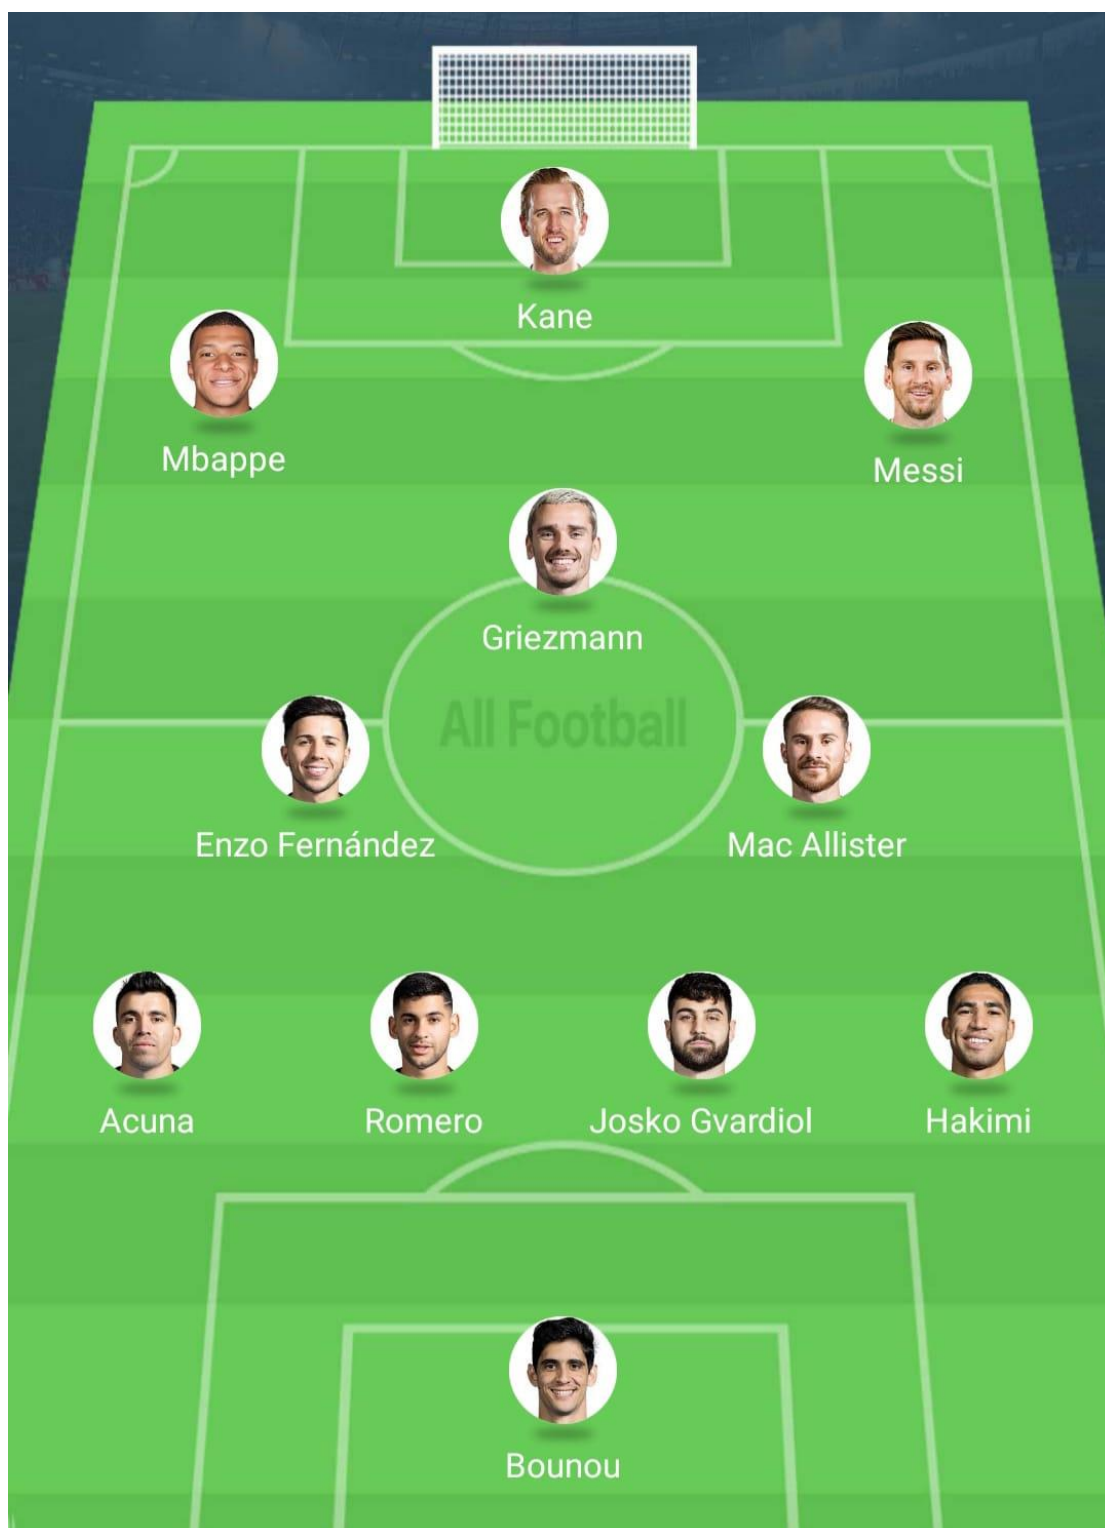 Kane
Mbappe
Messi
Griezmann
All Football
Enzo Fernández
Mac Allister
Acuna
Romero
Josko Gvardiol
Hakimi
Bounou